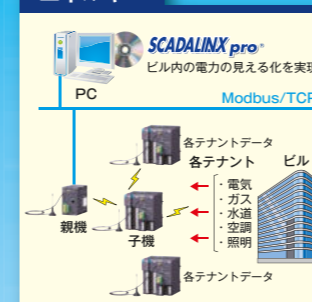 SCADALINX pro®
ビル内の電力の見える化を実現
PC
Modbus/TCP
各テナントデータ
各テナント ビル
・電気
・ガス
・水道
・空調
・照明
親機
子機
各テナントデータ